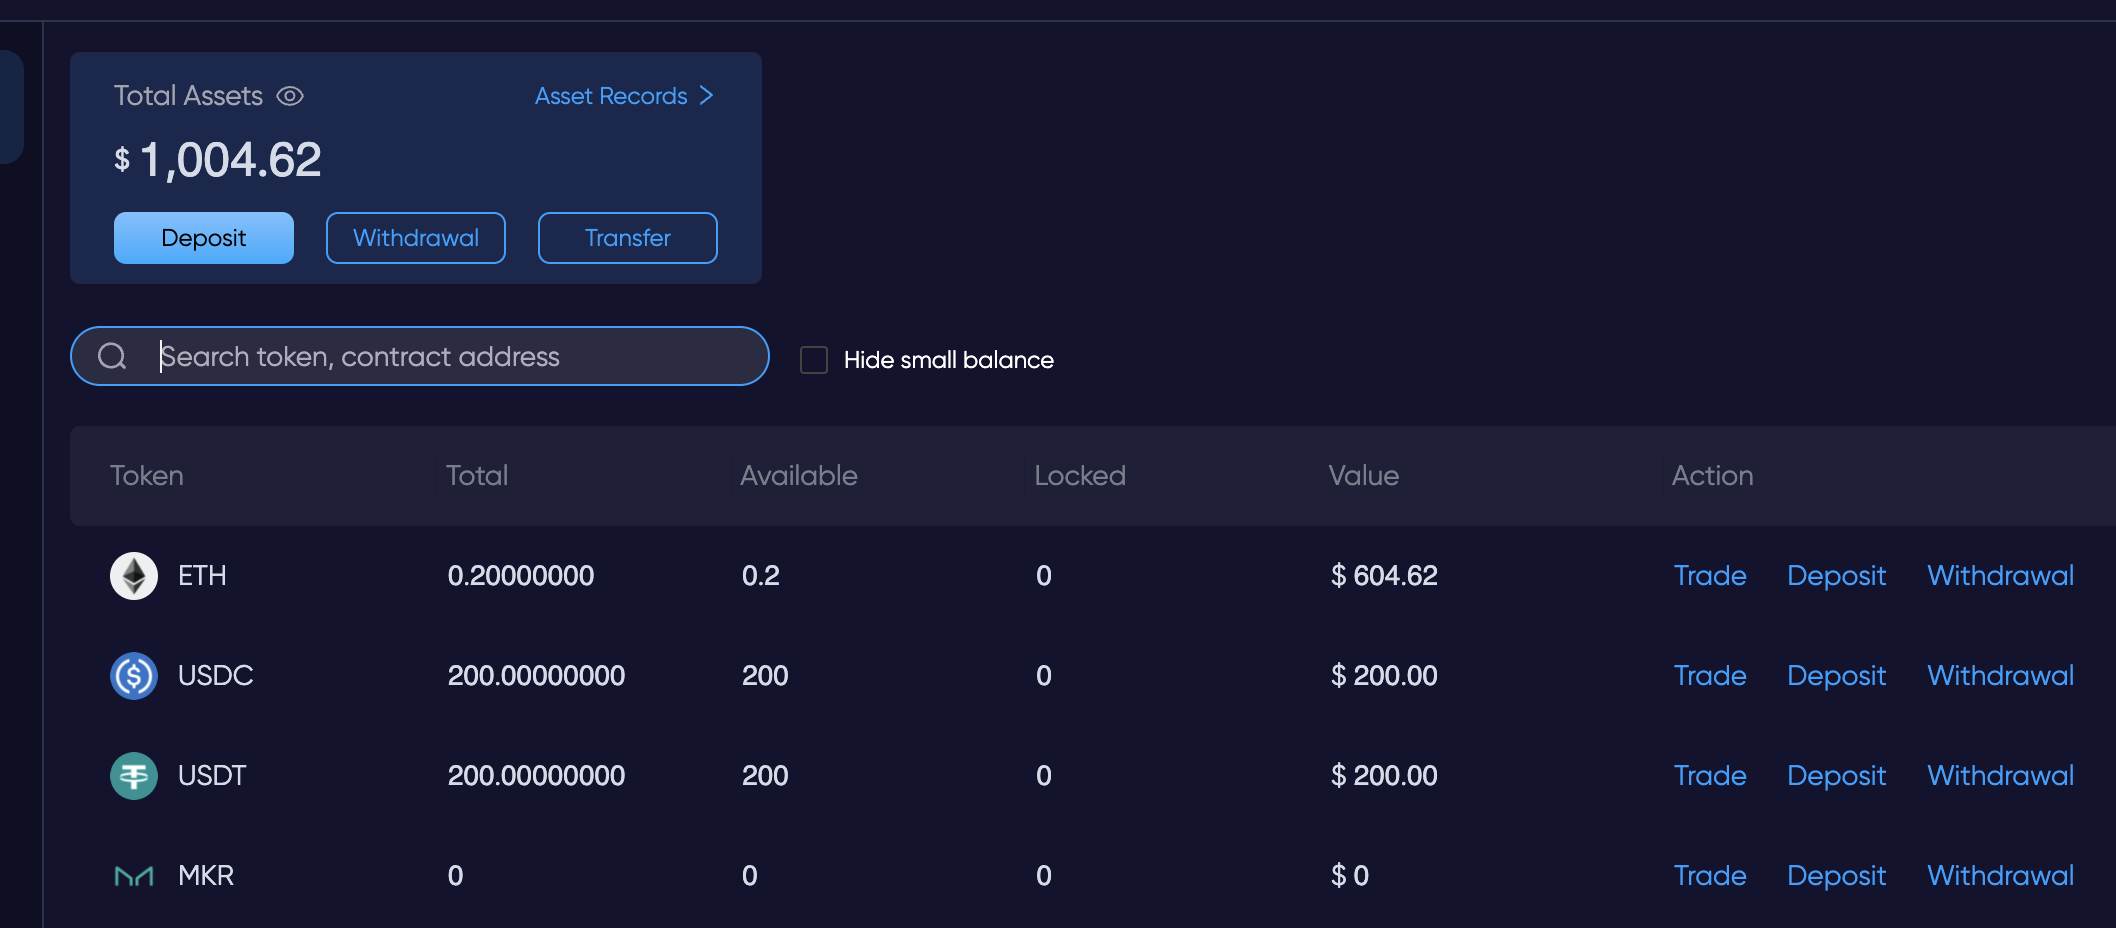 Total Assets
Asset Records >
$ 1,004.62
Deposit Withdrawal Transfer
Search token, contract address
Hide small balance
Token Total Available Locked Value Action
ETH 0.20000000 0.2 0 $ 604.62 Trade Deposit Withdrawal
USDC 200.00000000 200 0 $ 200.00 Trade Deposit Withdrawal
USDT 200.00000000 200 0 $ 200.00 Trade Deposit Withdrawal
MKR 0 0 0 $ 0 Trade Deposit Withdrawal